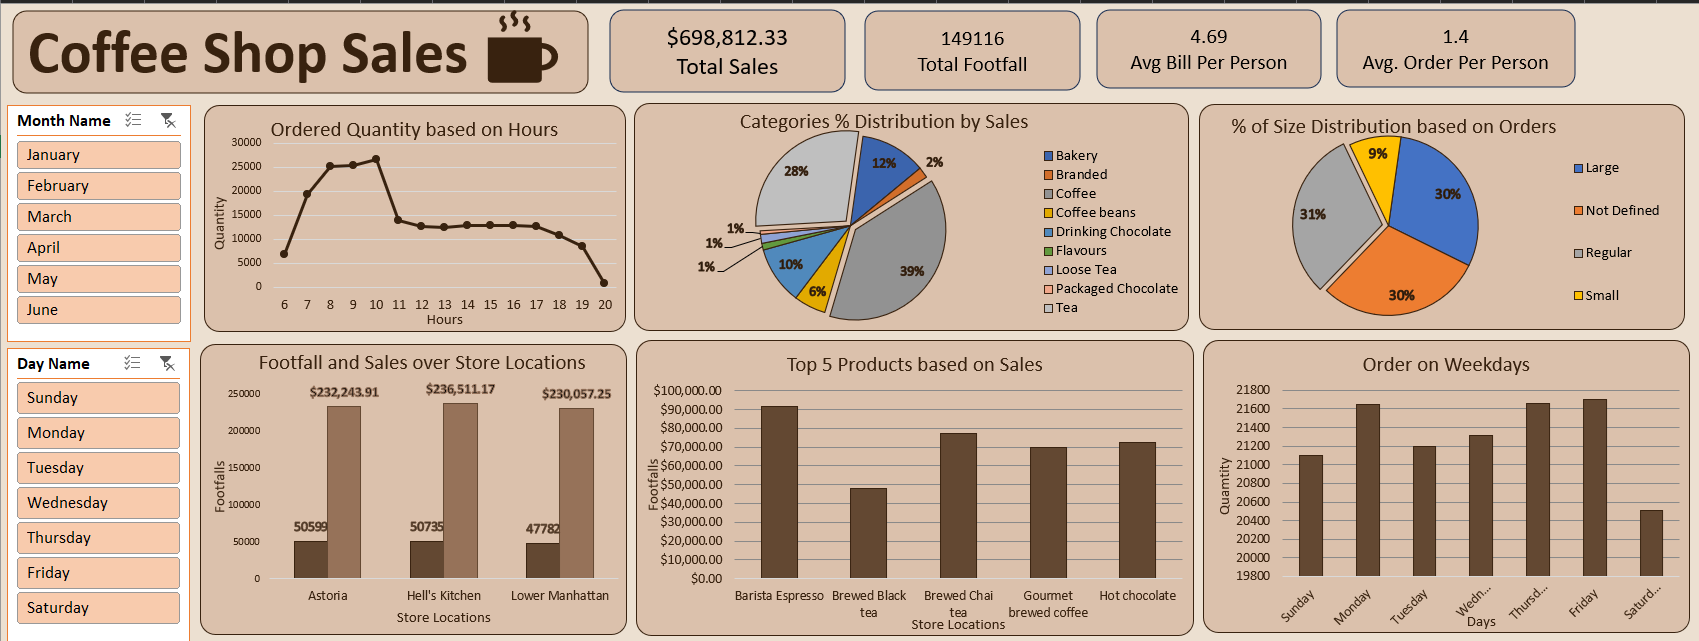 Coffee Shop Sales
$698,812.33
Total Sales
149116
Total Footfall
4.69
Avg Bill Per Person
1.4
Avg. Order Per Person
Month Name
January
February
March
April
May
June
Day Name
Sunday
Monday
Tuesday
Wednesday
Thursday
Friday
Saturday
Ordered Quantity based on Hours
30000
25000
20000
15000
10000
5000
0
Quantity
6 7 8 9 10 11 12 13 14 15 16 17 18 19 20
Hours
Categories % Distribution by Sales
12%
2%
39%
6%
10%
1%
1%
1%
28%
Bakery
Branded
Coffee
Coffee beans
Drinking Chocolate
Flavours
Loose Tea
Packaged Chocolate
Tea
% of Size Distribution based on Orders
30%
30%
31%
9%
Large
Not Defined
Regular
Small
Footfall and Sales over Store Locations
250000
200000
150000
100000
50000
0
Footfalls
$232,243.91
$236,511.17
$230,057.25
50599
50735
47782
Astoria
Hell's Kitchen
Lower Manhattan
Store Locations
Top 5 Products based on Sales
$100,000.00
$90,000.00
$80,000.00
$70,000.00
$60,000.00
$50,000.00
$40,000.00
$30,000.00
$20,000.00
$10,000.00
$0.00
Footfalls
Barista Espresso
Brewed Black
tea
Brewed Chai
tea
Gourmet
brewed coffee
Hot chocolate
Store Locations
Order on Weekdays
21800
21600
21400
21200
21000
20800
20600
20400
20200
20000
19800
Quamtity
Sunday
Monday
Tuesday
Wedn...
Thursd...
Friday
Saturd...
Days